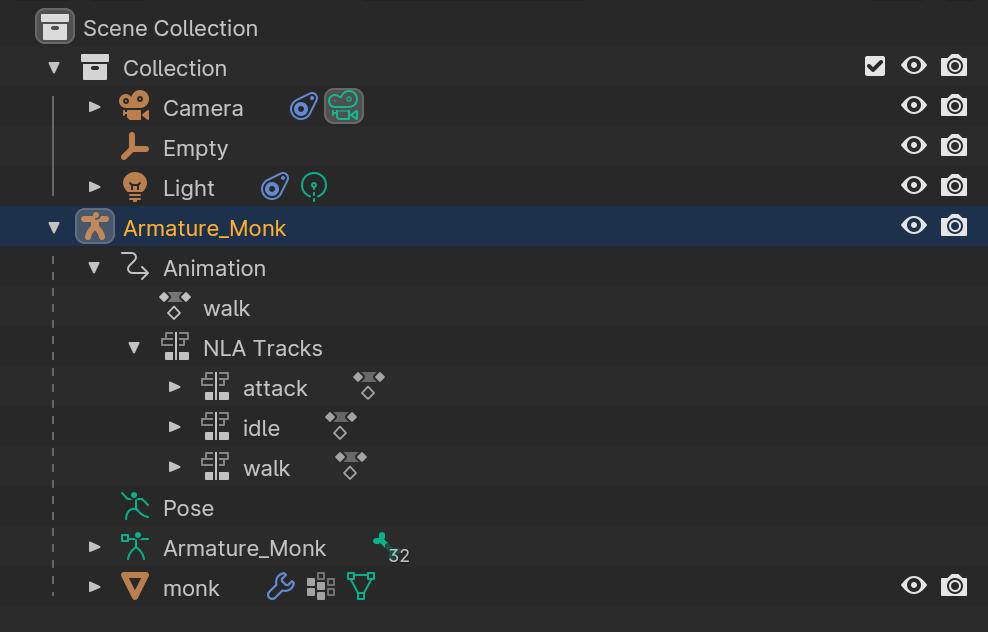 Scene Collection
Collection
Camera
Empty
Light
Armature_Monk
Animation
walk
NLA Tracks
attack
idle
walk
Pose
Armature_Monk 32
monk